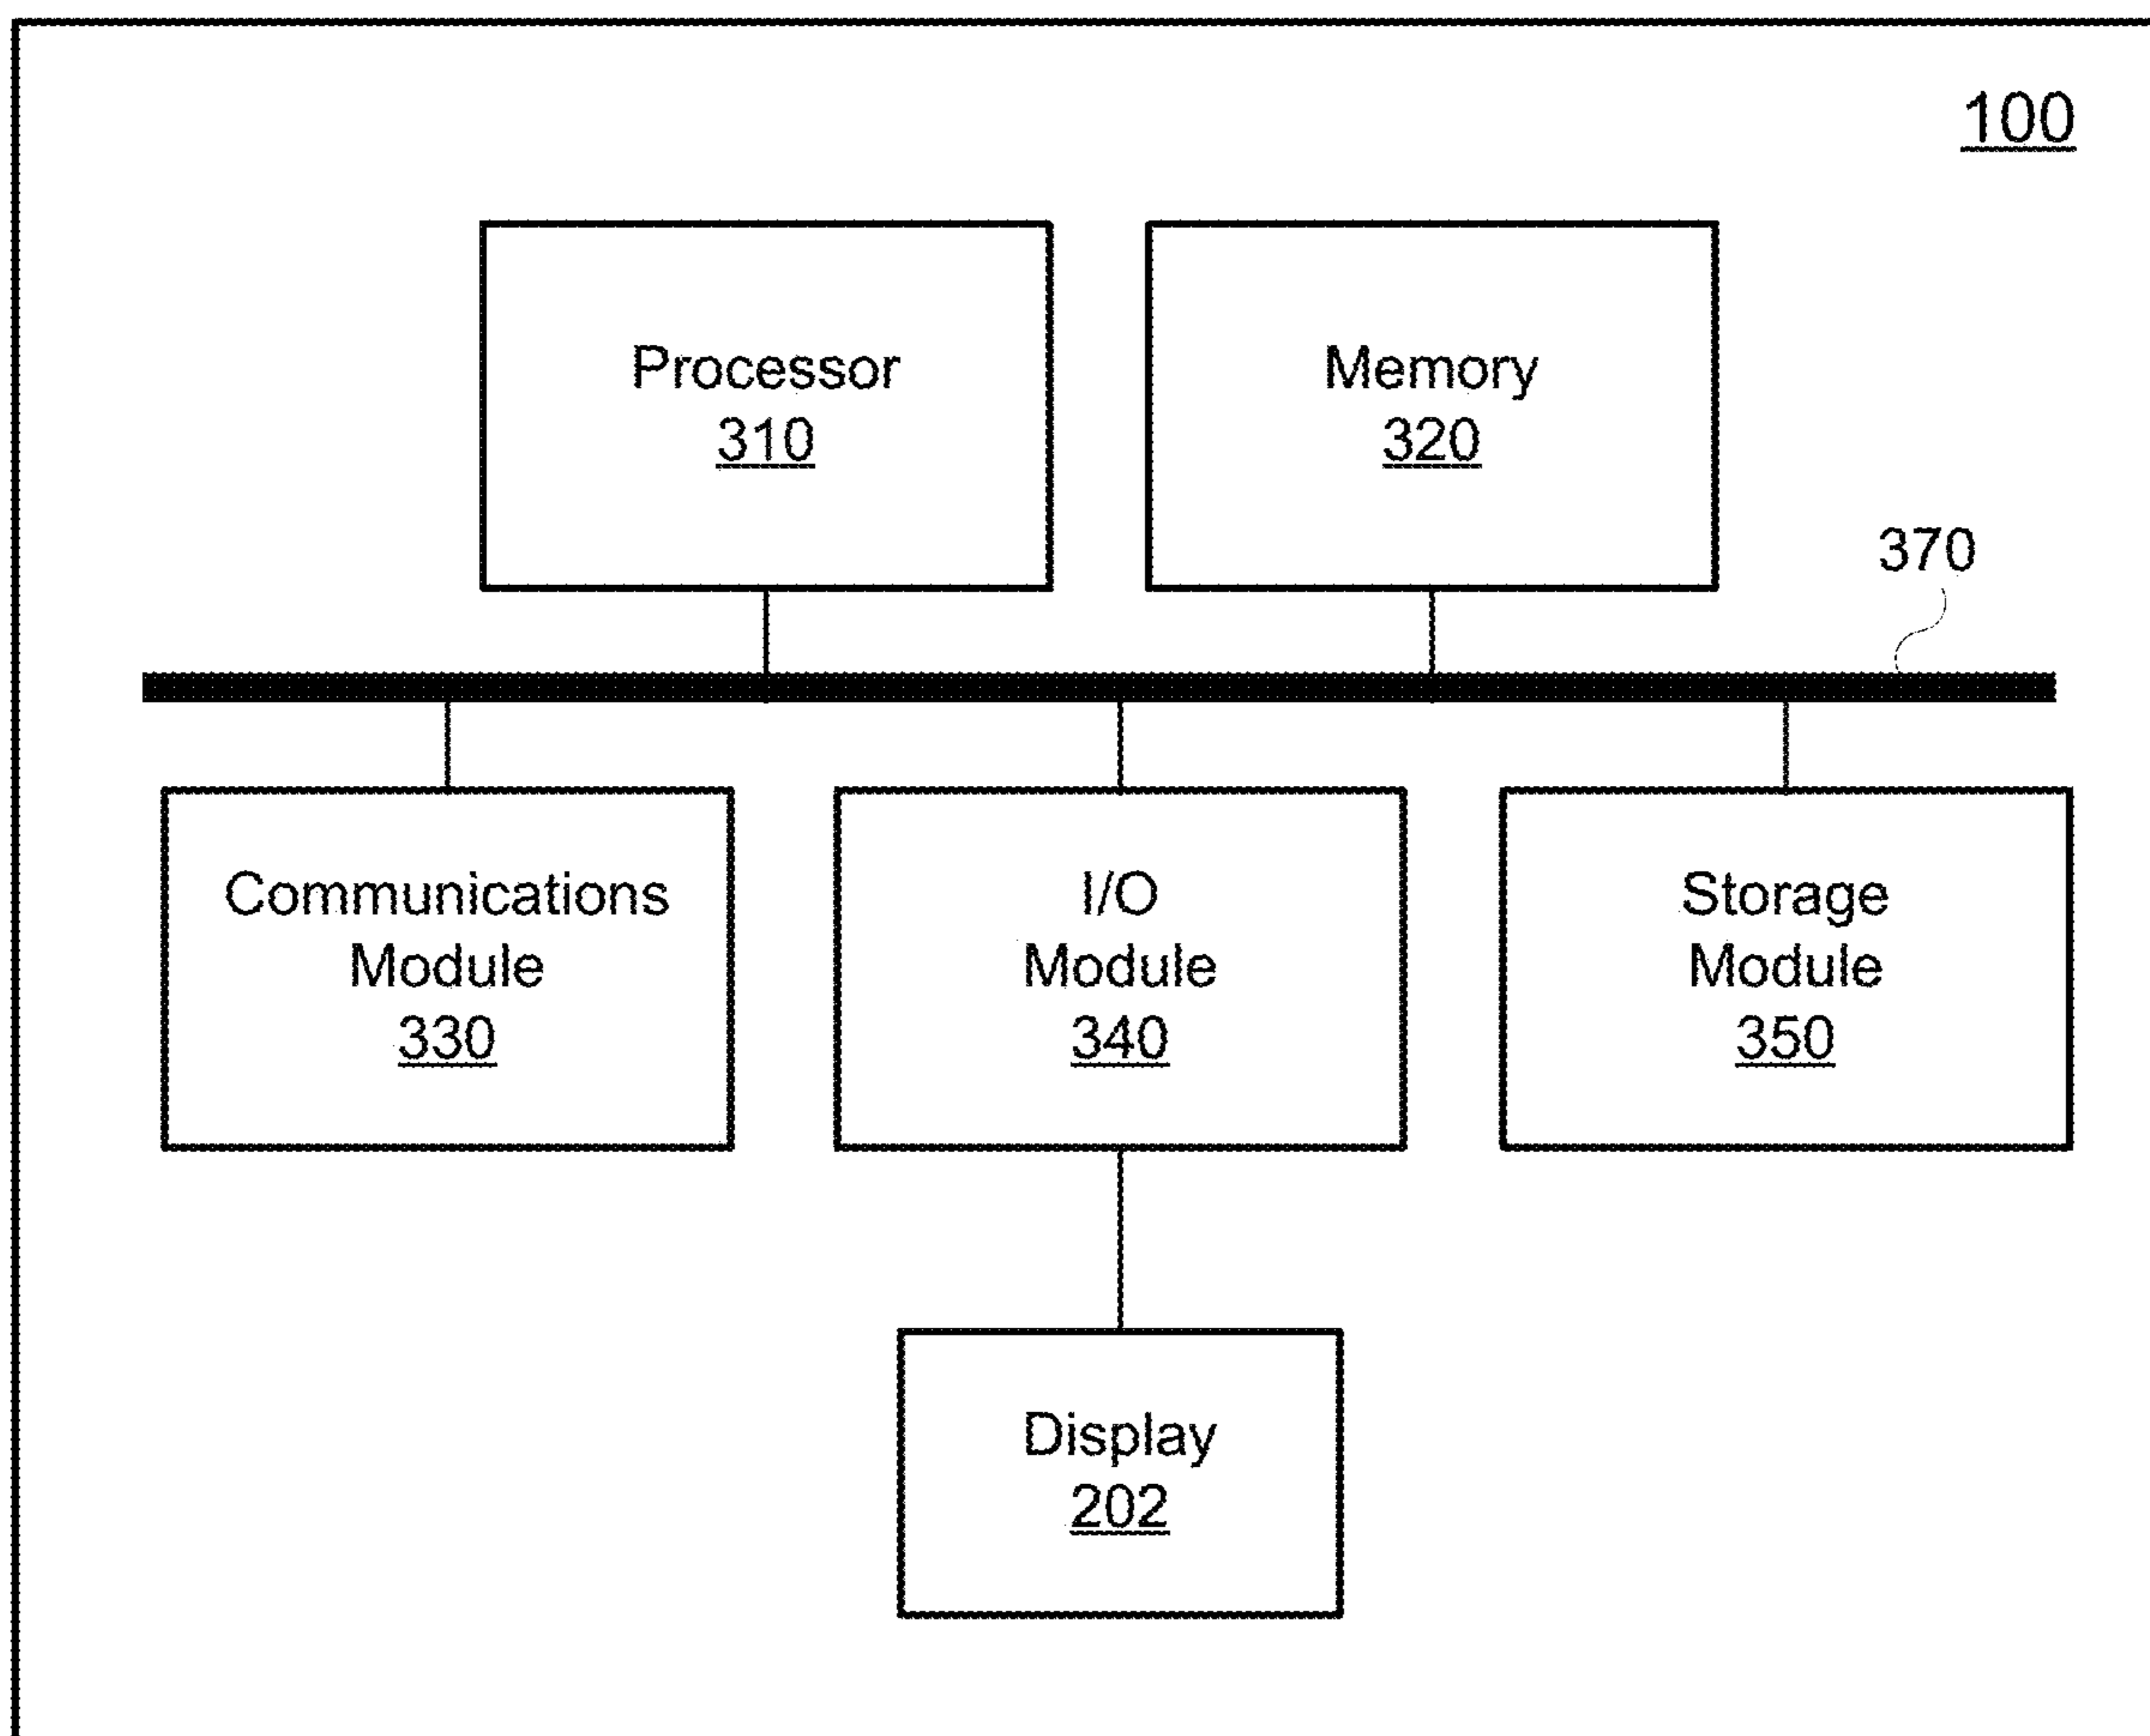 100
Processor
310
Memory
320
370
Communications
Module
330
I/O
Module
340
Storage
Module
350
Display
202